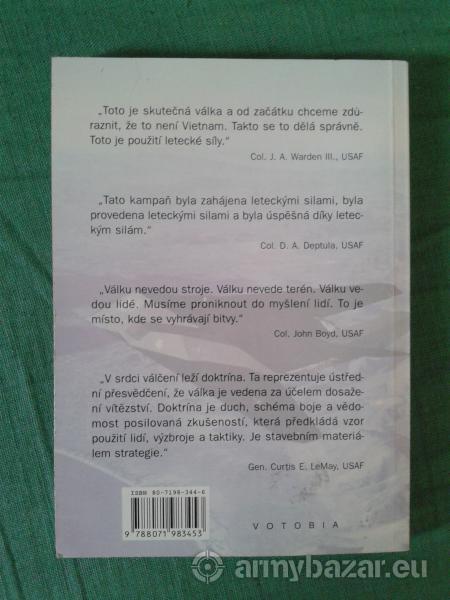 „Toto je skutečná válka a od začátku chceme zdů-
raznit, že to není Vietnam. Takto se to dělá správně.
Toto je použití letecké síly.“
Col. J. A. Warden III., USAF
„Tato kampaň byla zahájena leteckými silami, byla
provedena leteckými silami a byla úspěšná díky letec-
kým silám.“
Col. D. A. Deptula, USAF
„Válku nevedou stroje. Válku nevede terén. Válku ve-
dou lidé. Musíme proniknout do myšlení lidí. To je
místo, kde se vyhrávají bitvy.“
Col. John Boyd, USAF
„V srdci válčení leží doktrína. Ta reprezentuje ústřed-
ní přesvědčení, že válka je vedena za účelem dosaže-
ní vítězství. Doktrína je duch, schéma boje a vědo-
most posilovaná zkušeností, která předkládá vzor
použití lidí, výzbroje a taktiky. Je stavebním materiá-
lem strategie.“
Gen. Curtis E. LeMay, USAF
ISBN 80-7198-344-6
9 788071 983453
VOTOBIA
armybazar.eu